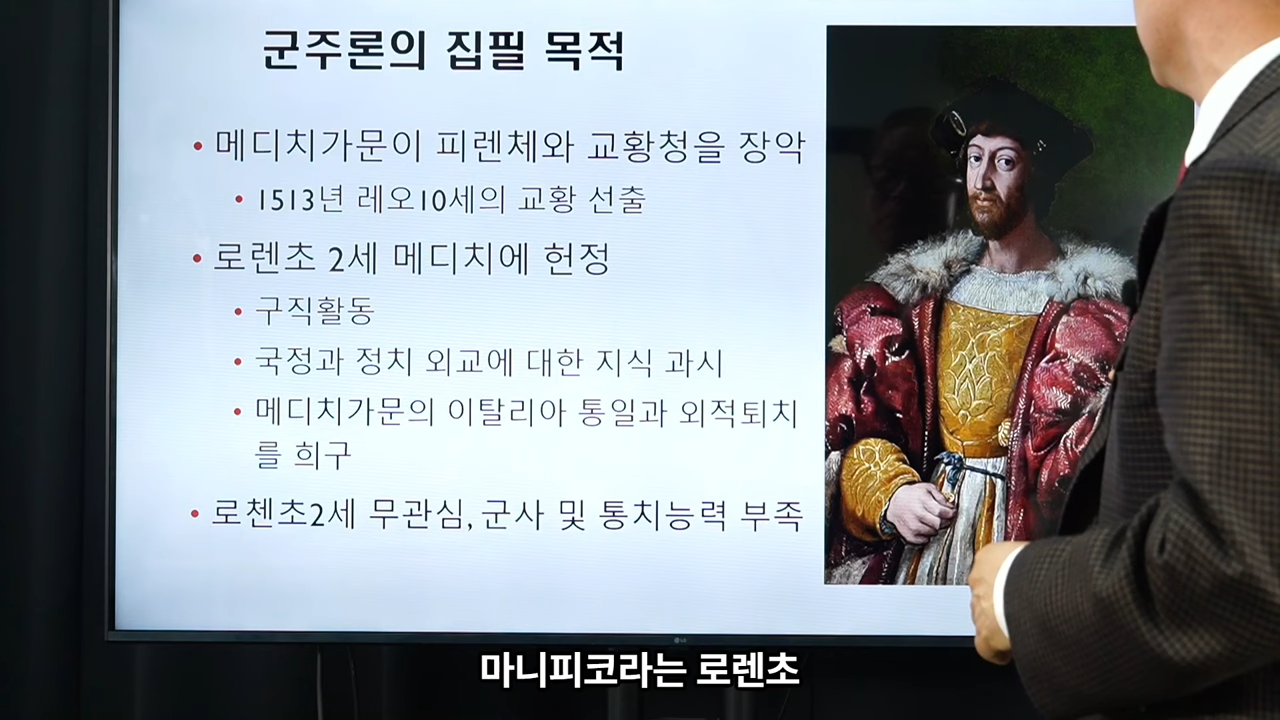 군주론의 집필 목적
• 메디치가문이 피렌체와 교황청을 장악
• 1513년 레오10세의 교황 선출
• 로렌초 2세 메디치에 헌정
• 구직활동
• 국정과 정치 외교에 대한 지식 과시
• 메디치가문의 이탈리아 통일과 외적퇴치
를 희구
• 로첸초2세 무관심, 군사 및 통치능력 부족
LG
마니피코라는 로렌초